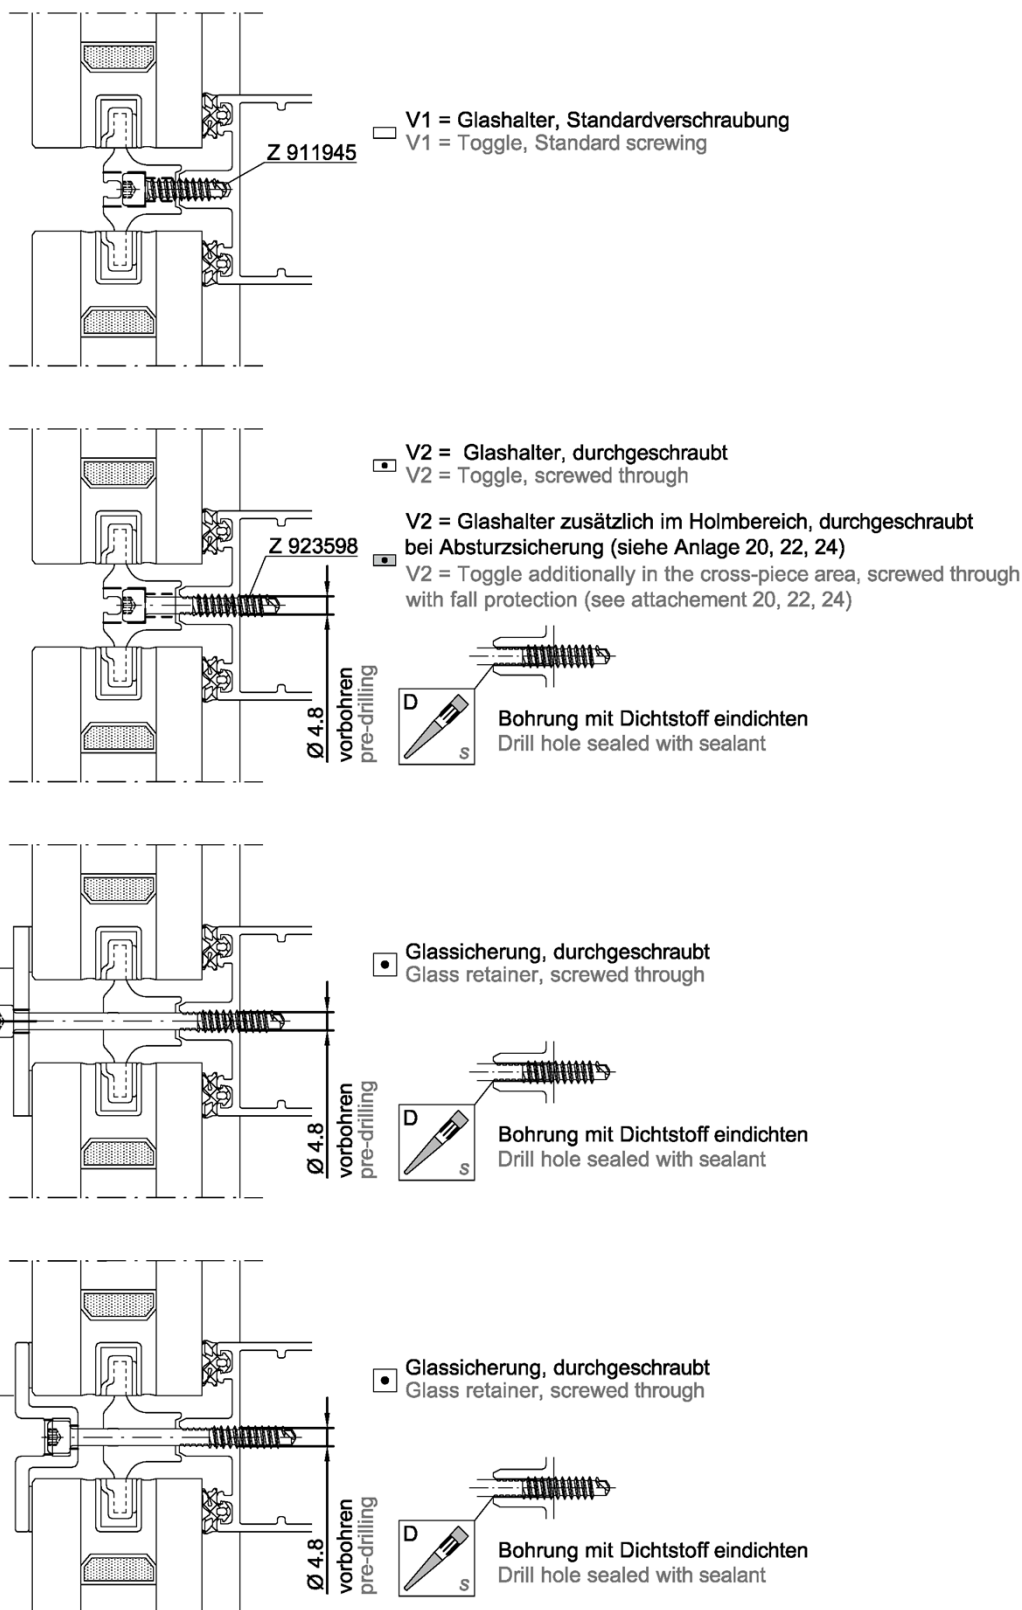 V1 = Glashalter, Standardverschraubung
V1 = Toggle, Standard screwing
Z 911945
V2 = Glashalter, durchgeschraubt
V2 = Toggle, screwed through
V2 = Glashalter zusätzlich im Holmbereich, durchgeschraubt
bei Absturzsicherung (siehe Anlage 20, 22, 24)
V2 = Toggle additionally in the cross-piece area, screwed through
with fall protection (see attachement 20, 22, 24)
Z 923598
Ø 4.8
vorbohren
pre-drilling
D
S
Bohrung mit Dichtstoff eindichten
Drill hole sealed with sealant
Glassicherung, durchgeschraubt
Glass retainer, screwed through
Ø 4.8
vorbohren
pre-drilling
D
S
Bohrung mit Dichtstoff eindichten
Drill hole sealed with sealant
Glassicherung, durchgeschraubt
Glass retainer, screwed through
Ø 4.8
vorbohren
pre-drilling
D
S
Bohrung mit Dichtstoff eindichten
Drill hole sealed with sealant